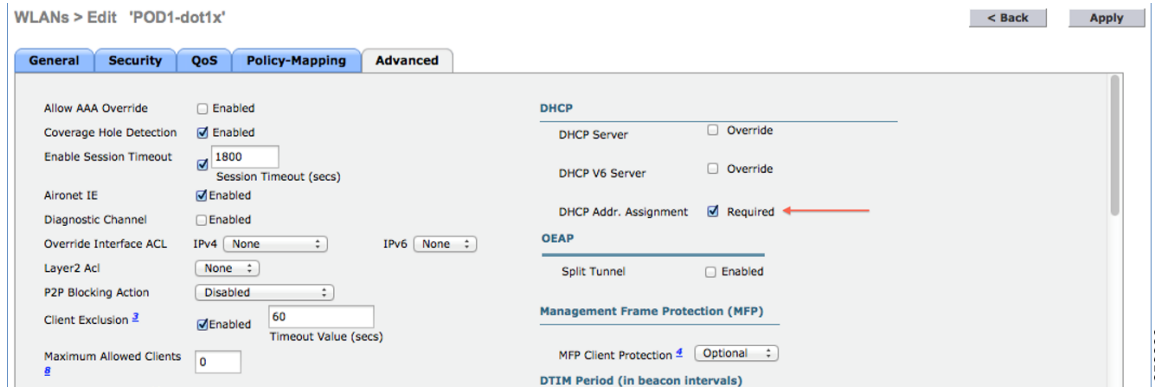 WLANs > Edit 'POD1-dot1x'
< Back
Apply
General
Security
QoS
Policy-Mapping
Advanced
Allow AAA Override
Enabled
Coverage Hole Detection
Enabled
Enable Session Timeout
1800
Session Timeout (secs)
Aironet IE
Enabled
Diagnostic Channel
Enabled
Override Interface ACL
IPv4
None
IPv6
None
Layer2 Acl
None
P2P Blocking Action
Disabled
Client Exclusion 3
Enabled
60
Timeout Value (secs)
Maximum Allowed Clients
8
0
DHCP
DHCP Server
Override
DHCP V6 Server
Override
DHCP Addr. Assignment
Required
OEAP
Split Tunnel
Enabled
Management Frame Protection (MFP)
MFP Client Protection 4
Optional
DTIM Period (in beacon intervals)